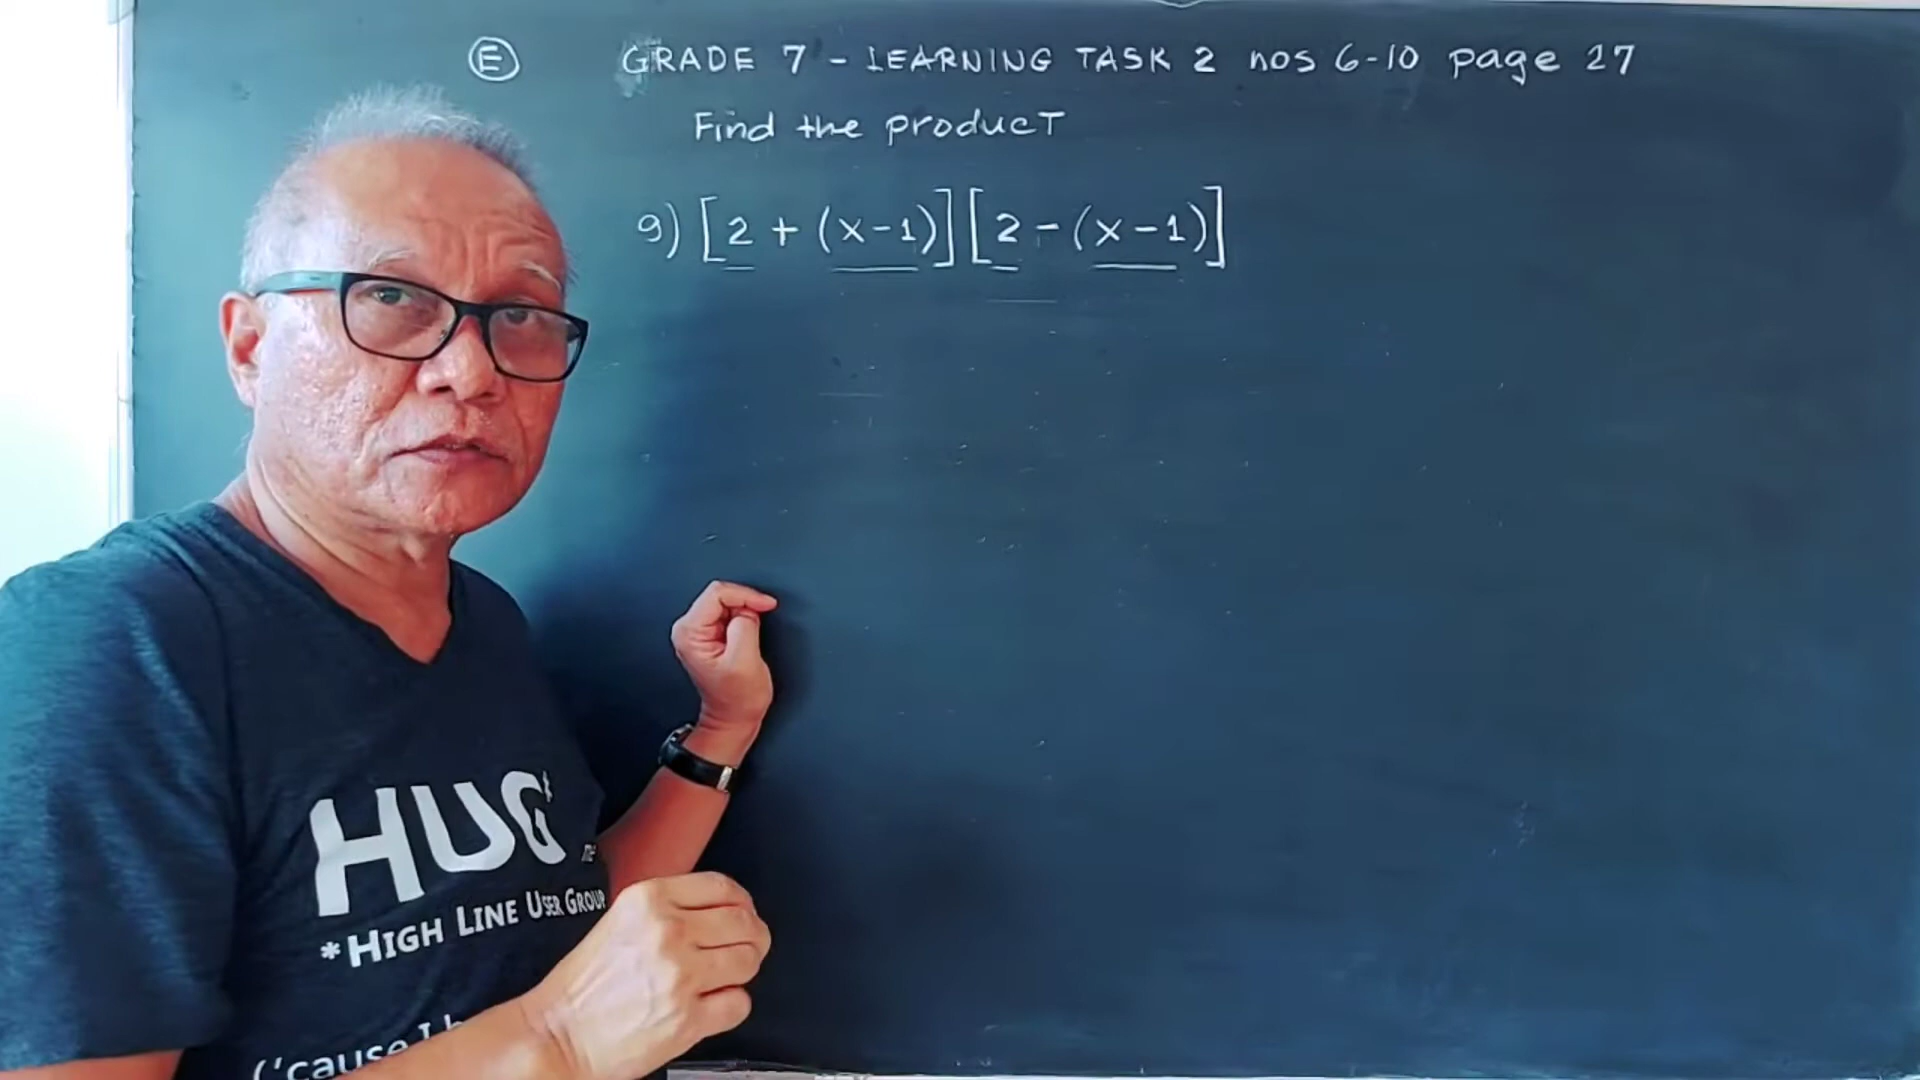 Ⓔ GRADE 7 - LEARNING TASK 2 nos 6-10 page 27
Find the producT
9) [2 + (x-1)][2 - (x-1)]
HUG*
me
*HIGH LINE USER GROUP
('cause I